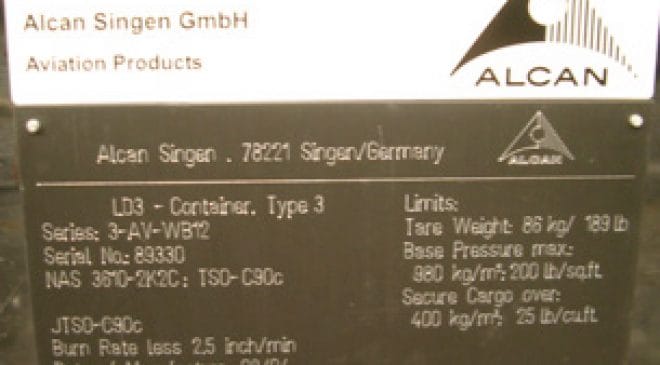 Alcan Singen GmbH
Aviation Products
ALCAN
Alcan Singen . 78221 Singen/Germany
ALCAN
LD3 - Container, Type 3
Series: 3-AV-WB12
Serial No.: 89330
NAS 3610-2K2C; TSO-C90c
JTSO-C90c
Burn Rate less 2.5 inch/min
Limits:
Tare Weight: 86 kg/ 189 lb
Base Pressure max.:
980 kg/m²; 200 lb/sq.ft.
Secure Cargo over:
400 kg/m³; 25 lb/cu.ft.